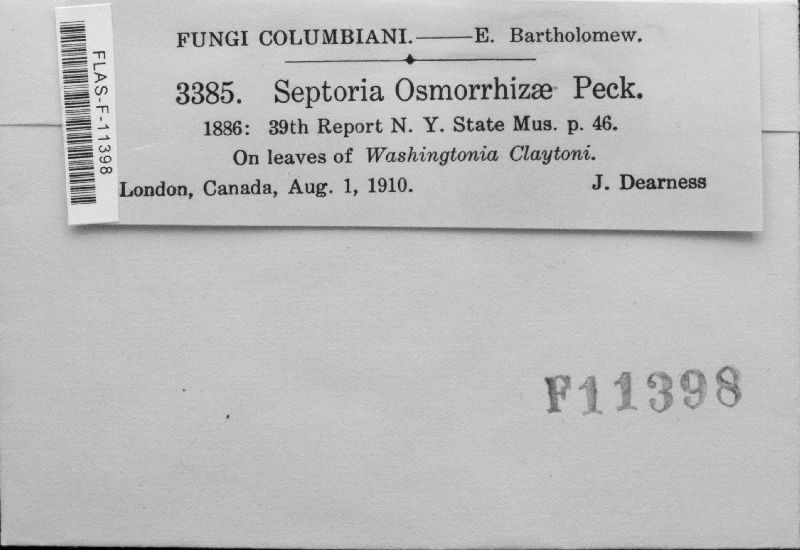 FUNGI COLUMBIANI.——E. Bartholomew.
3385. Septoria Osmorrhizæ Peck.
1886: 39th Report N. Y. State Mus. p. 46.
On leaves of Washingtonia Claytoni.
London, Canada, Aug. 1, 1910. J. Dearness
FLAS-F-11398
F11398